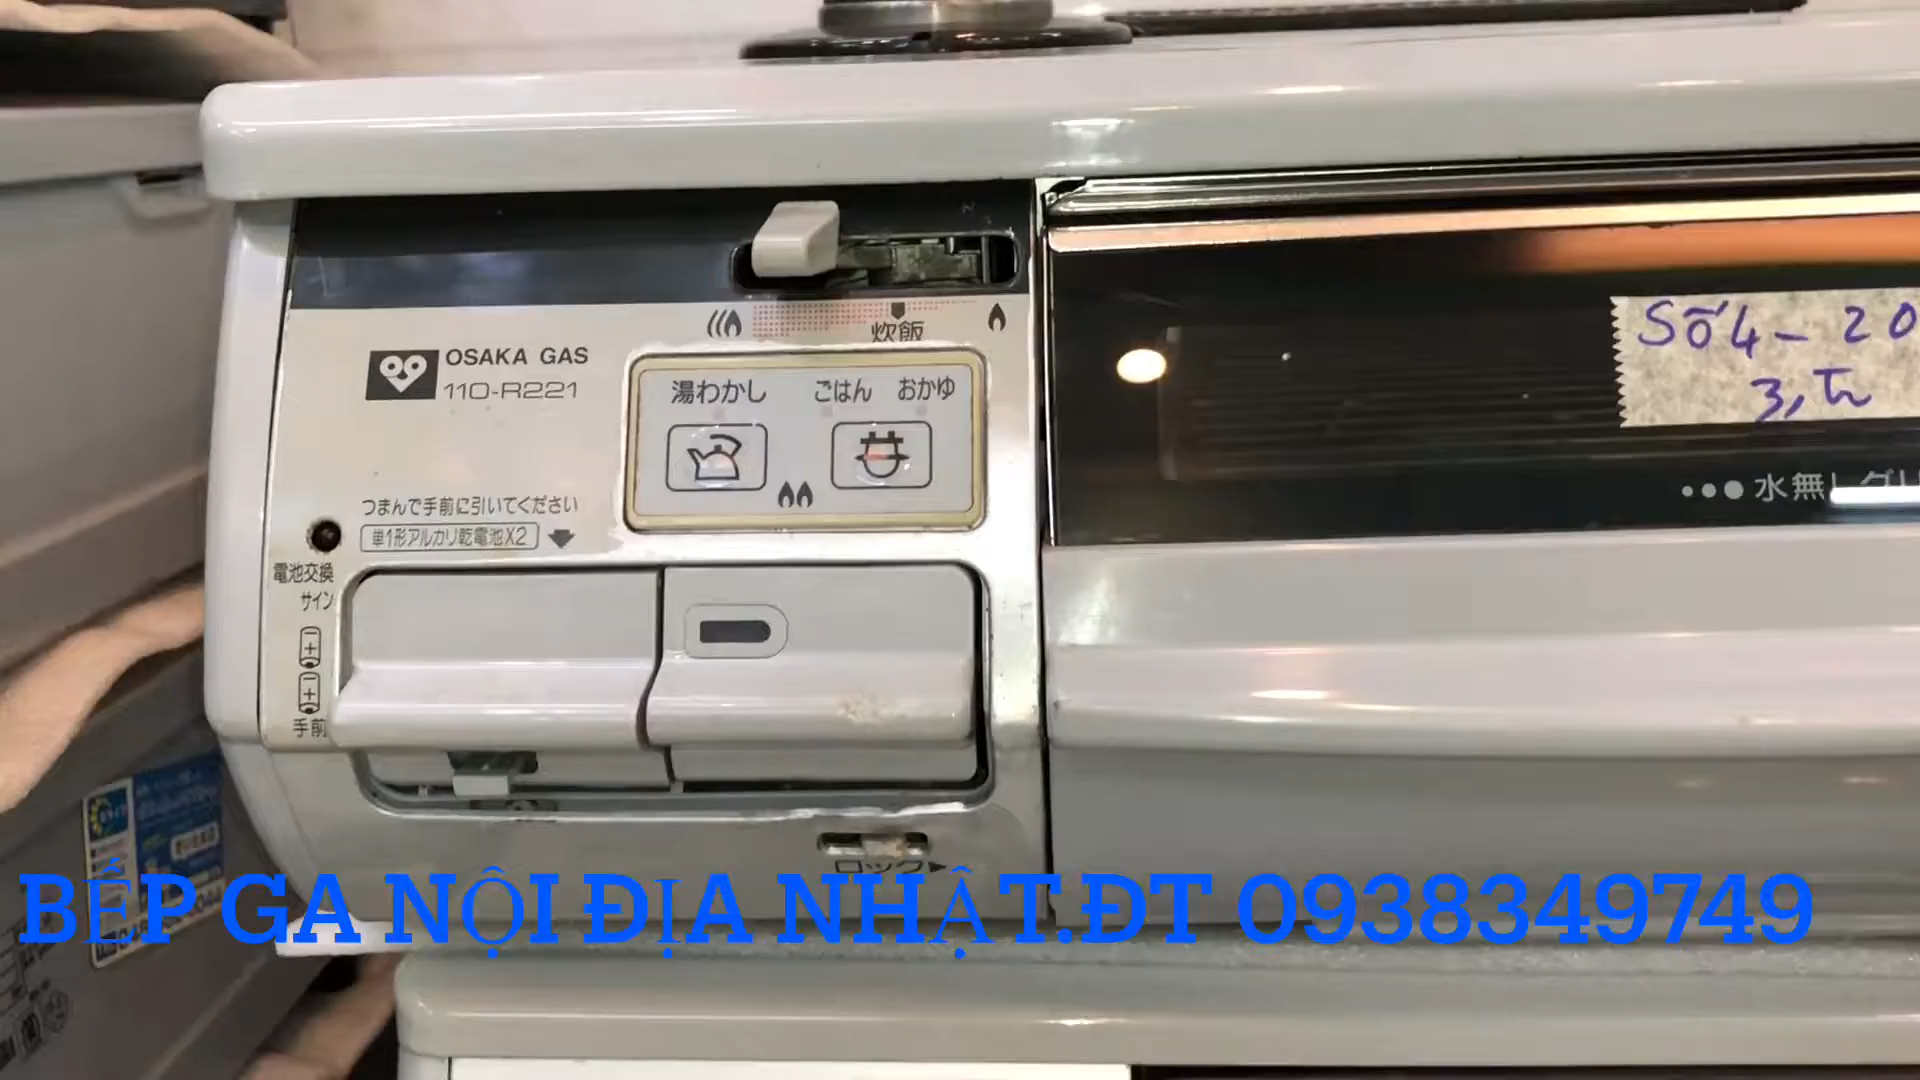 炊飯
OSAKA GAS
110-R221
湯わかし ごはん おかゆ
つまんで手前に引いてください
単1形アルカリ乾電池X2
電池交換
サイン
手前
ロック
Số 4 - 20
水無し
BẾP GA NỘI ĐỊA NHẬT.ĐT 0938349749